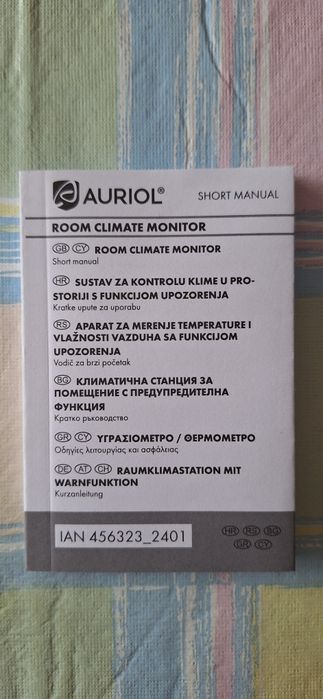 AURIOL® SHORT MANUAL
ROOM CLIMATE MONITOR
GB CY ROOM CLIMATE MONITOR
Short manual
HR SUSTAV ZA KONTROLU KLIME U PRO-
STORIJI S FUNKCIJOM UPOZORENJA
Kratke upute za uporabu
RS APARAT ZA MERENJE TEMPERATURE I
VLAŽNOSTI VAZDUHA SA FUNKCIJOM
UPOZORENJA
Vodič za brzi početak
BG КЛИМАТИЧНА СТАНЦИЯ ЗА
ПОМЕЩЕНИЕ С ПРЕДУПРЕДИТЕЛНА
ФУНКЦИЯ
Кратко ръководство
GR CY ΥΓΡΑΣΙΟΜΕΤΡΟ / ΘΕΡΜΟΜΕΤΡΟ
Οδηγίες λειτουργίας και ασφάλειας
DE AT CH RAUMKLIMASTATION MIT
WARNFUNKTION
Kurzanleitung
IAN 456323_2401
HR RS BG
GR CY